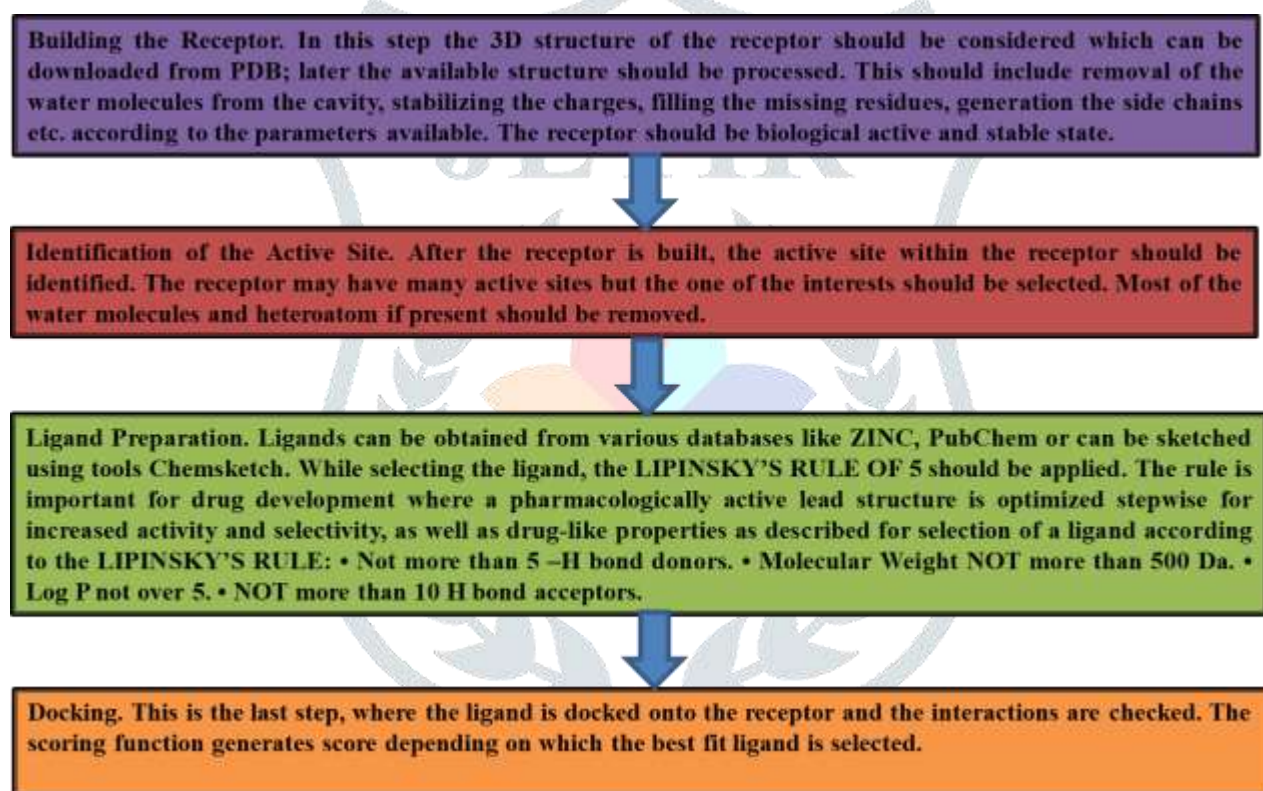 Building the Receptor. In this step the 3D structure of the receptor should be considered which can be
downloaded from PDB; later the available structure should be processed. This should include removal of the
water molecules from the cavity, stabilizing the charges, filling the missing residues, generation the side chains
etc. according to the parameters available. The receptor should be biological active and stable state.
JETIR
Identification of the Active Site. After the receptor is built, the active site within the receptor should be
identified. The receptor may have many active sites but the one of the interests should be selected. Most of the
water molecules and heteroatom if present should be removed.
Ligand Preparation. Ligands can be obtained from various databases like ZINC, PubChem or can be sketched
using tools Chemsketch. While selecting the ligand, the LIPINSKY'S RULE OF 5 should be applied. The rule is
important for drug development where a pharmacologically active lead structure is optimized stepwise for
increased activity and selectivity, as well as drug-like properties as described for selection of a ligand according
to the LIPINSKY'S RULE: • Not more than 5 –H bond donors. • Molecular Weight NOT more than 500 Da. •
Log P not over 5. • NOT more than 10 H bond acceptors.
Docking. This is the last step, where the ligand is docked onto the receptor and the interactions are checked. The
scoring function generates score depending on which the best fit ligand is selected.